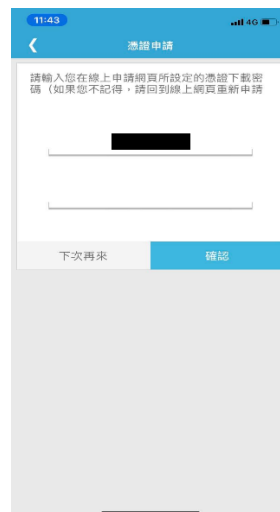 11:43
4G
憑證申請
請輸入您在線上申請網頁所設定的憑證下載密
碼（如果您不記得，請回到線上網頁重新申請
下次再來
確認